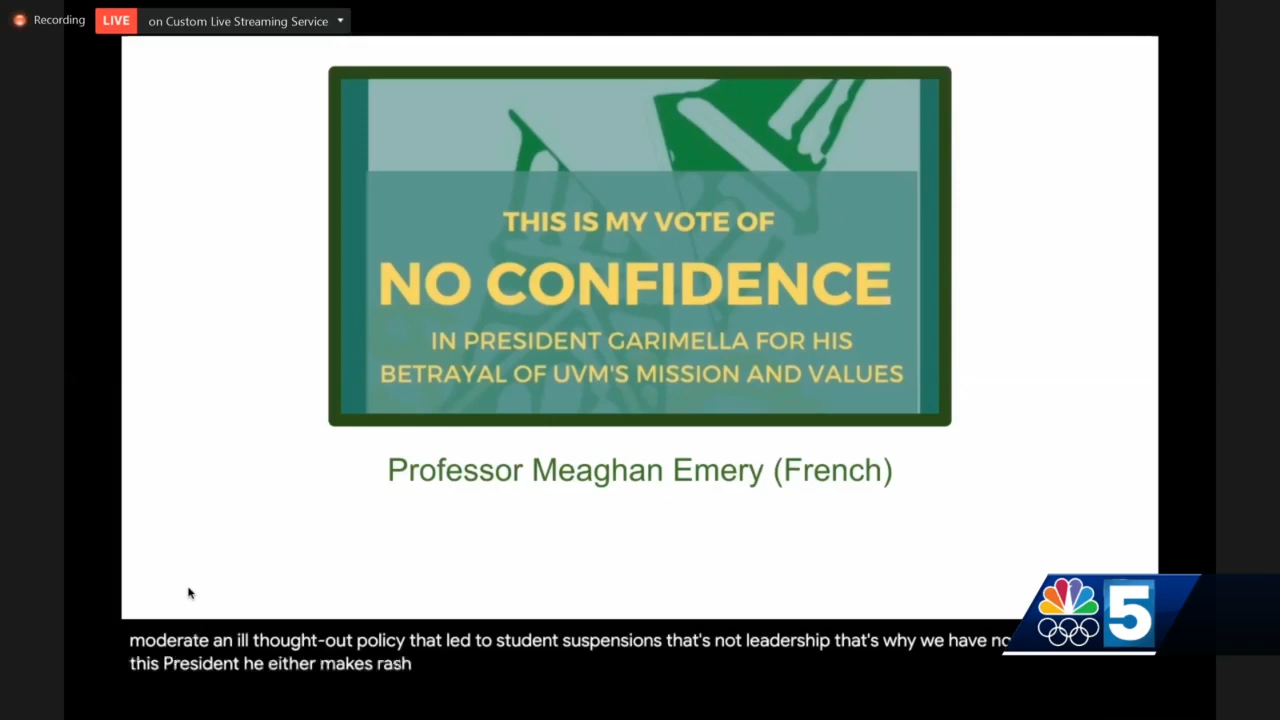 Recording
LIVE
on Custom Live Streaming Service
THIS IS MY VOTE OF
NO CONFIDENCE
IN PRESIDENT GARIMELLA FOR HIS
BETRAYAL OF UVM'S MISSION AND VALUES
Professor Meaghan Emery (French)
moderate an ill thought-out policy that led to student suspensions that's not leadership that's why we have
this President he either makes rash
5